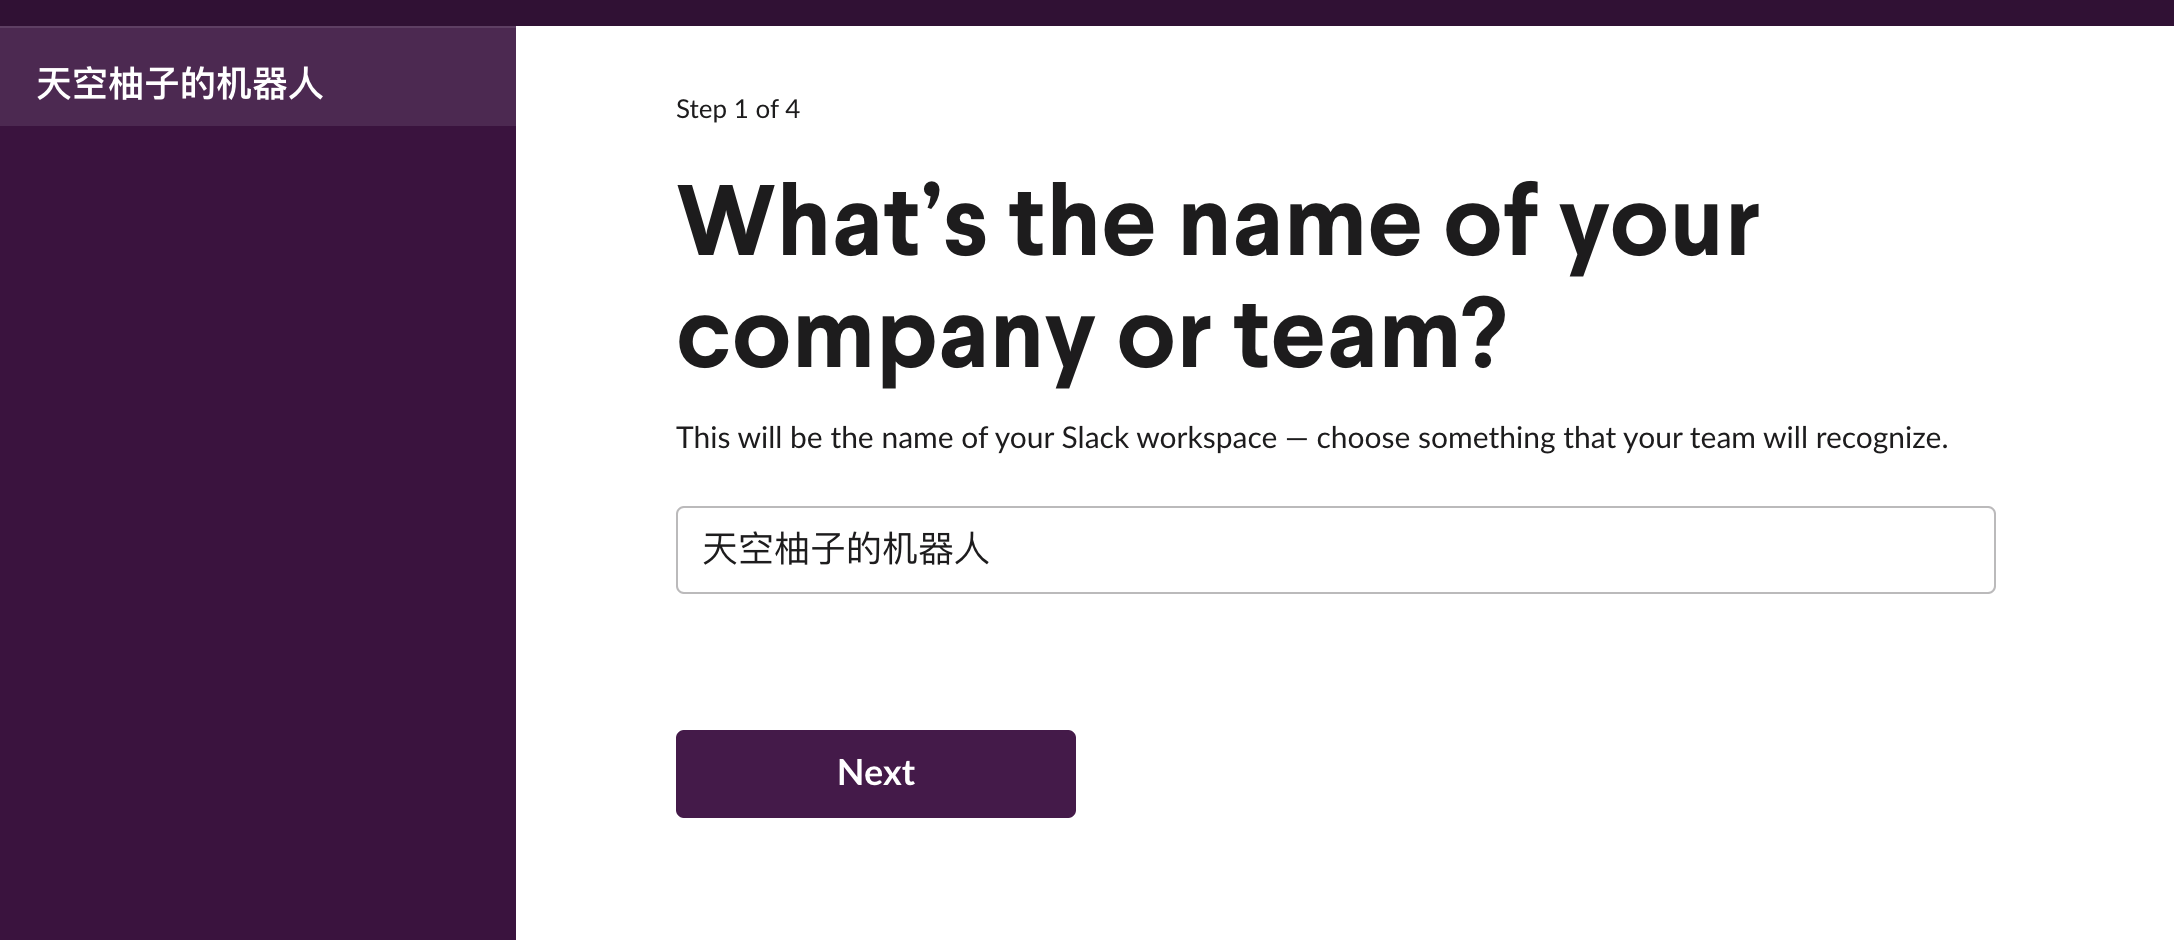 天空柚子的机器人
Step 1 of 4
What’s the name of your
company or team?
This will be the name of your Slack workspace — choose something that your team will recognize.
天空柚子的机器人
Next